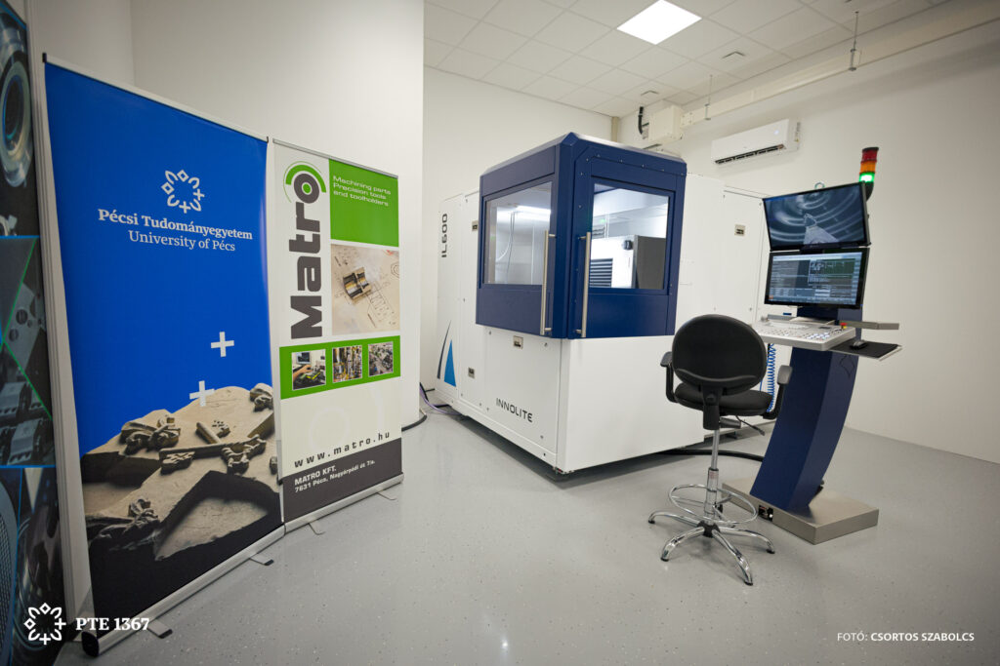 Pécsi Tudományegyetem
University of Pécs
Matro
Machining parts
Precision tools
and toolholders
www.matro.hu
MATRO KFT.
7631 Pécs, Nagyárpádi út 7/a.
IL600
INNOLITE
PTE 1367
FOTÓ: CSORTOS SZABOLCS